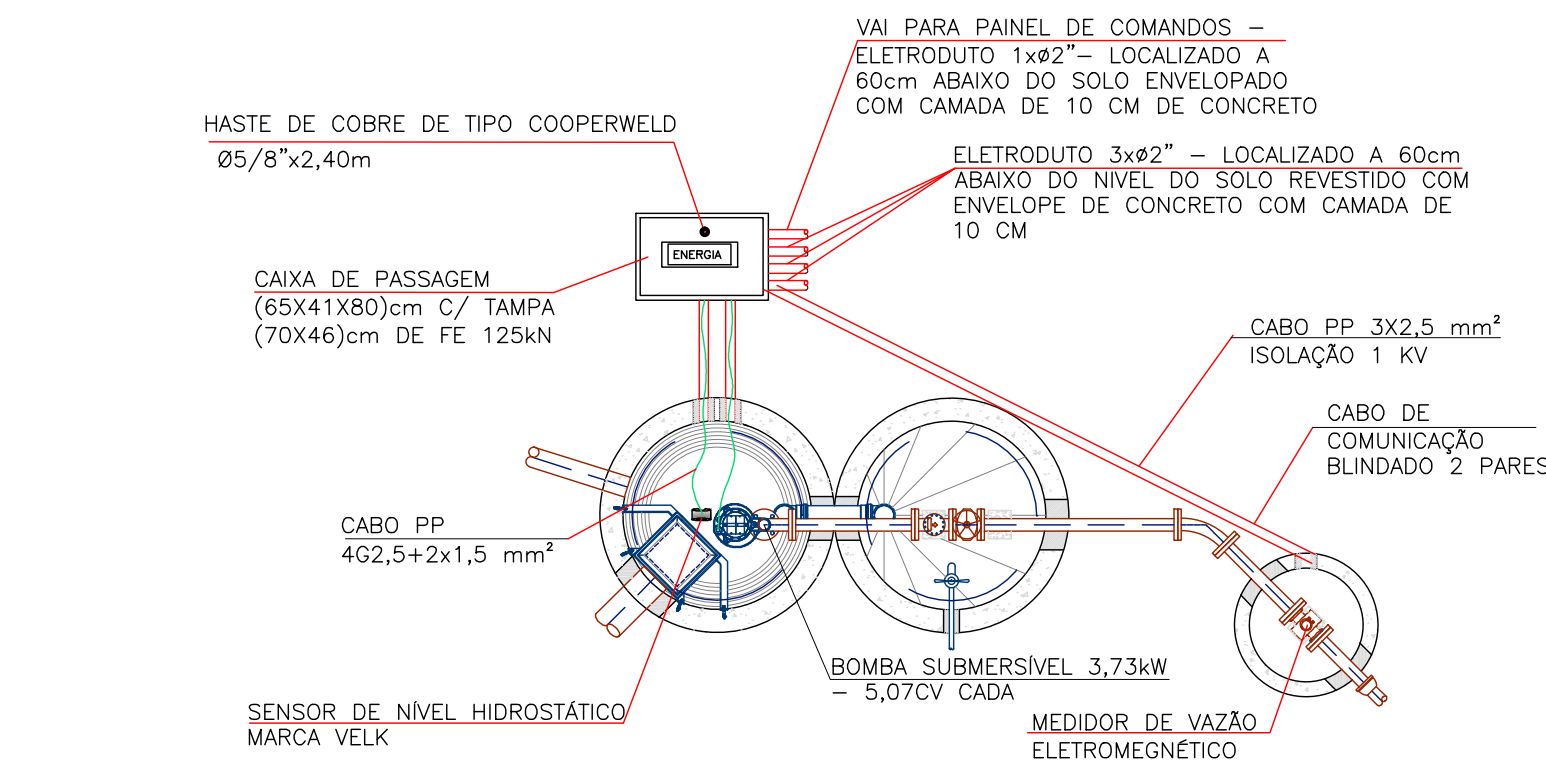 VAI PARA PAINEL DE COMANDOS –
ELETRODUTO 1xø2”– LOCALIZADO A
60cm ABAIXO DO SOLO ENVELOPADO
COM CAMADA DE 10 CM DE CONCRETO
HASTE DE COBRE DE TIPO COOPERWELD
Ø5/8”x2,40m
ELETRODUTO 3xø2” – LOCALIZADO A 60cm
ABAIXO DO NIVEL DO SOLO REVESTIDO COM
ENVELOPE DE CONCRETO COM CAMADA DE
10 CM
ENERGIA
CAIXA DE PASSAGEM
(65X41X80)cm C/ TAMPA
(70X46)cm DE FE 125kN
CABO PP 3X2,5 mm²
ISOLAÇÃO 1 KV
CABO DE
COMUNICAÇÃO
BLINDADO 2 PARES
CABO PP
4G2,5+2x1,5 mm²
BOMBA SUBMERSÍVEL 3,73kW
– 5,07CV CADA
SENSOR DE NÍVEL HIDROSTÁTICO
MARCA VELK
MEDIDOR DE VAZÃO
ELETROMEGNÉTICO